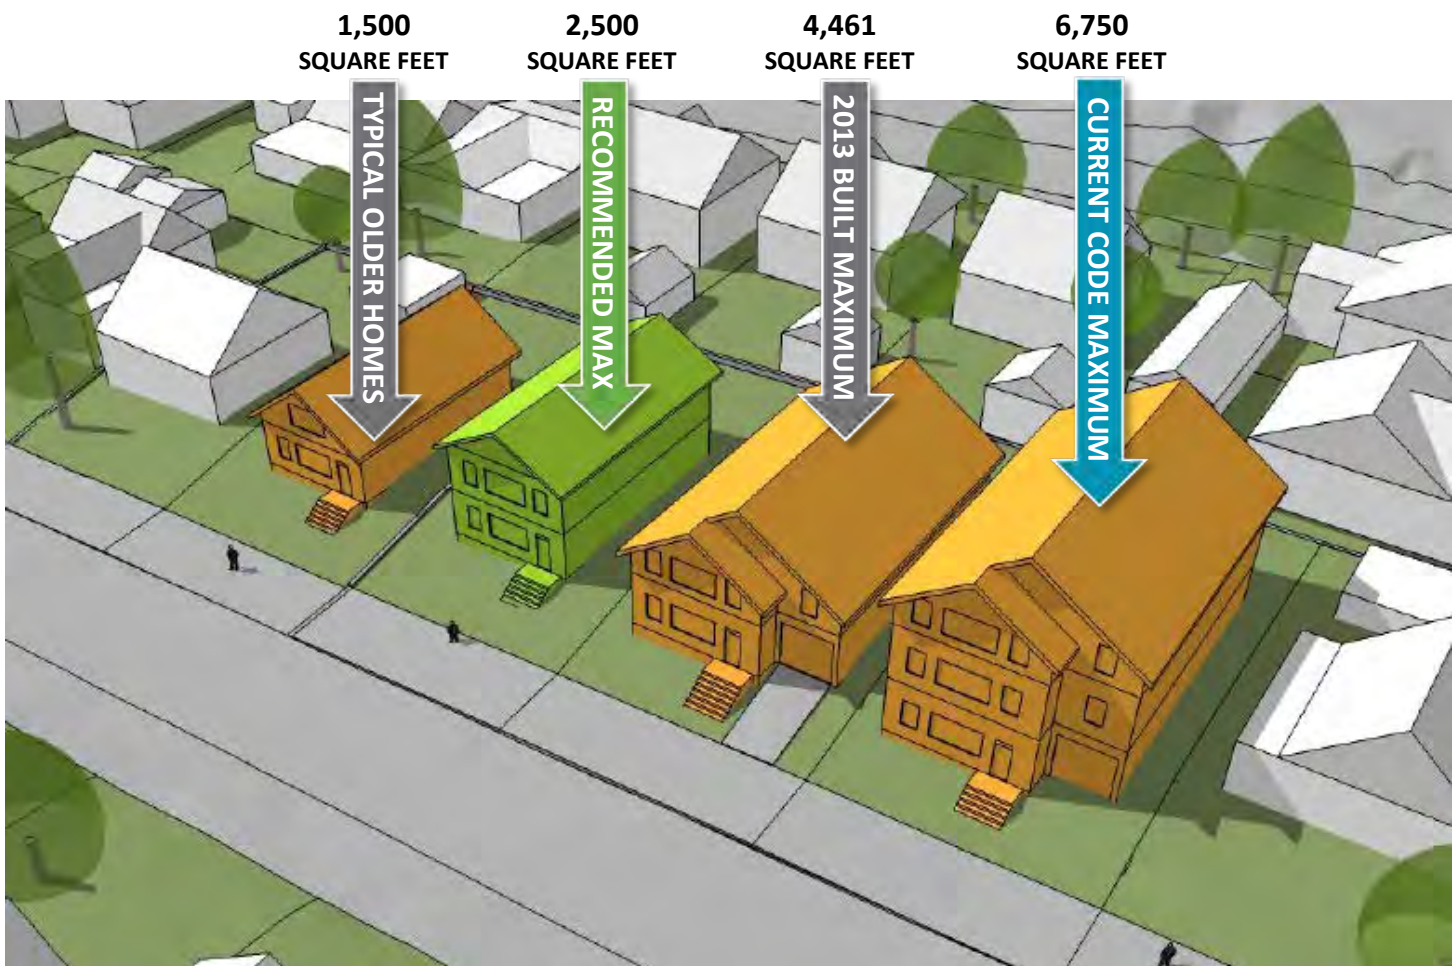 1,500
SQUARE FEET
2,500
SQUARE FEET
4,461
SQUARE FEET
6,750
SQUARE FEET
TYPICAL OLDER HOMES
RECOMMENDED MAX
2013 BUILT MAXIMUM
CURRENT CODE MAXIMUM